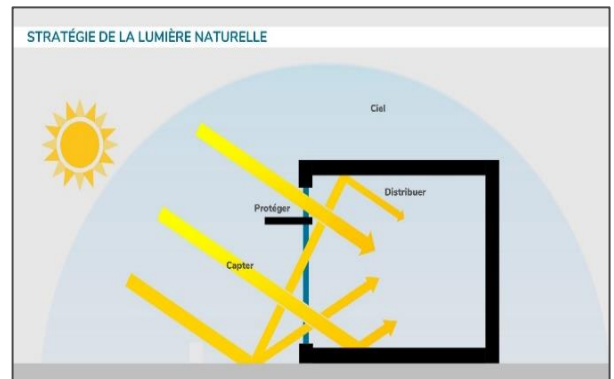 STRATÉGIE DE LA LUMIÈRE NATURELLE
Ciel
Distribuer
Protéger
Capter